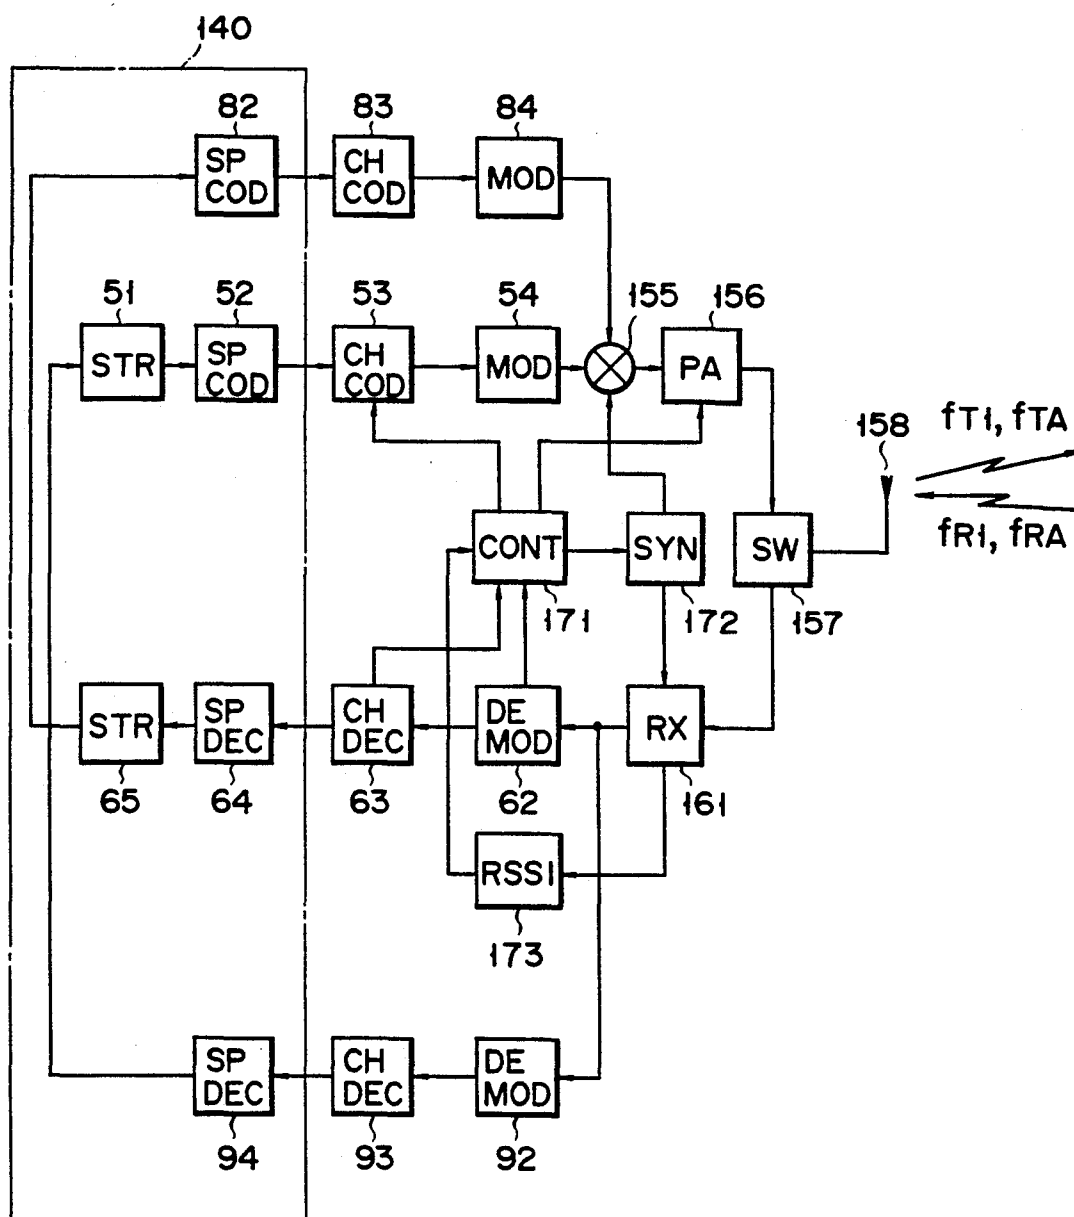 140
82
83
84
SP
COD
CH
COD
MOD
51
52
53
54
155
156
STR
SP
COD
CH
COD
MOD
PA
158
fT1, fTA
fR1, fRA
CONT
SYN
SW
171
172
157
STR
SP
DEC
CH
DEC
DE
MOD
RX
65
64
63
62
161
RSSI
173
SP
DEC
CH
DEC
DE
MOD
94
93
92